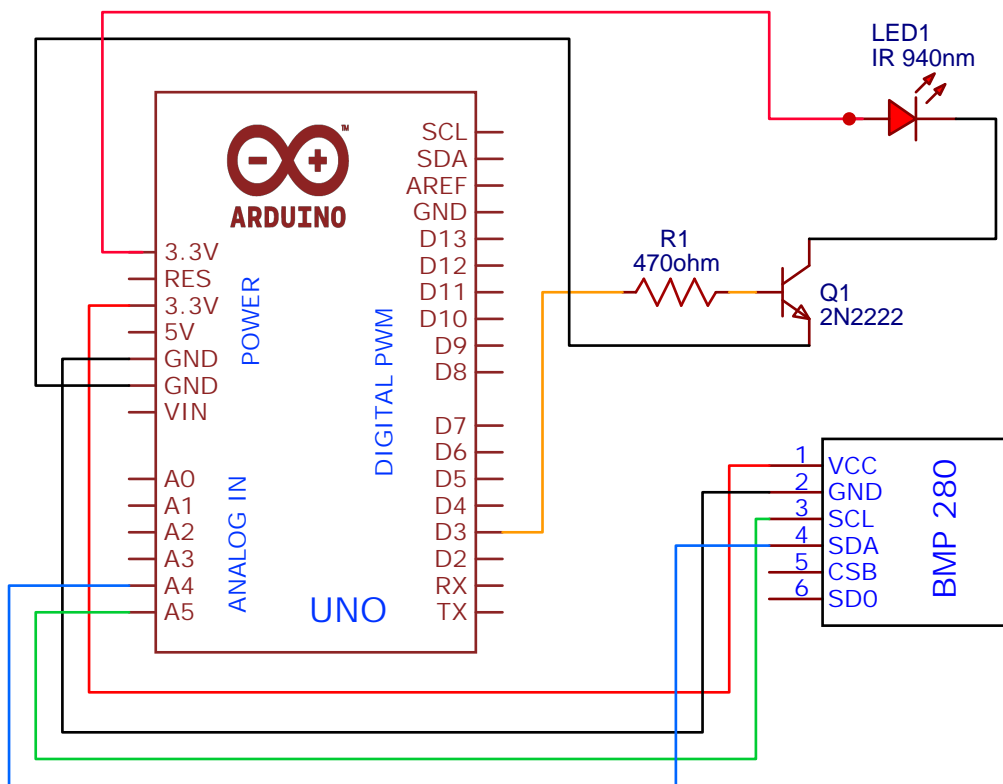 LED1
IR 940nm
™
ARDUINO
3.3V
RES
3.3V
5V
GND
GND
VIN
A0
A1
A2
A3
A4
A5
POWER
ANALOG IN
DIGITAL PWM
UNO
SCL
SDA
AREF
GND
D13
D12
D11
D10
D9
D8
D7
D6
D5
D4
D3
D2
RX
TX
R1
470ohm
Q1
2N2222
1 VCC
2 GND
3 SCL
4 SDA
5 CSB
6 SD0
BMP 280